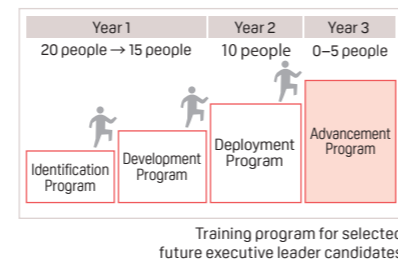 Year 1 Year 2 Year 3
20 people → 15 people 10 people 0–5 people
Identification
Program
Development
Program
Deployment
Program
Advancement
Program
Training program for selected
future executive leader candidates